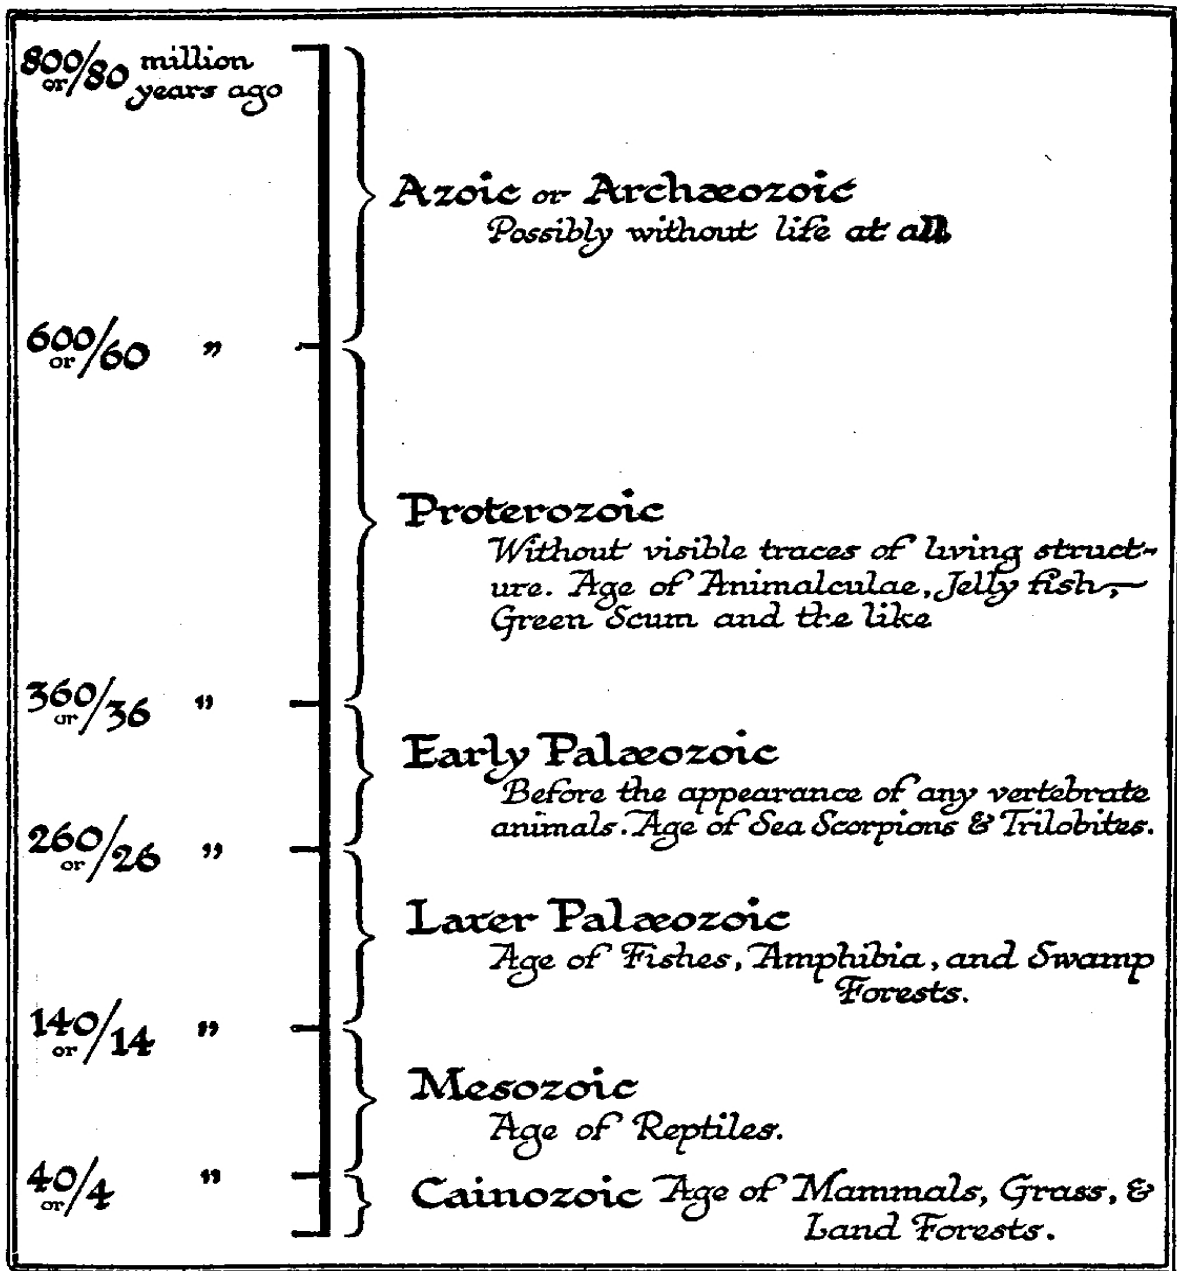 800/80 million
or years ago
Azoic or Archæozoic
Possibly without life at all
600/60 "
or
Proterozoic
Without visible traces of living struct-
ure. Age of Animalculae, Jelly fish,—
Green Scum and the like
360/36 "
or
Early Palæozoic
Before the appearance of any vertebrate
animals. Age of Sea Scorpions & Trilobites.
260/26 "
or
Later Palæozoic
Age of Fishes, Amphibia, and Swamp
Forests.
140/14 "
or
Mesozoic
Age of Reptiles.
40/4 "
or
Cainozoic Age of Mammals, Grass, &
Land Forests.